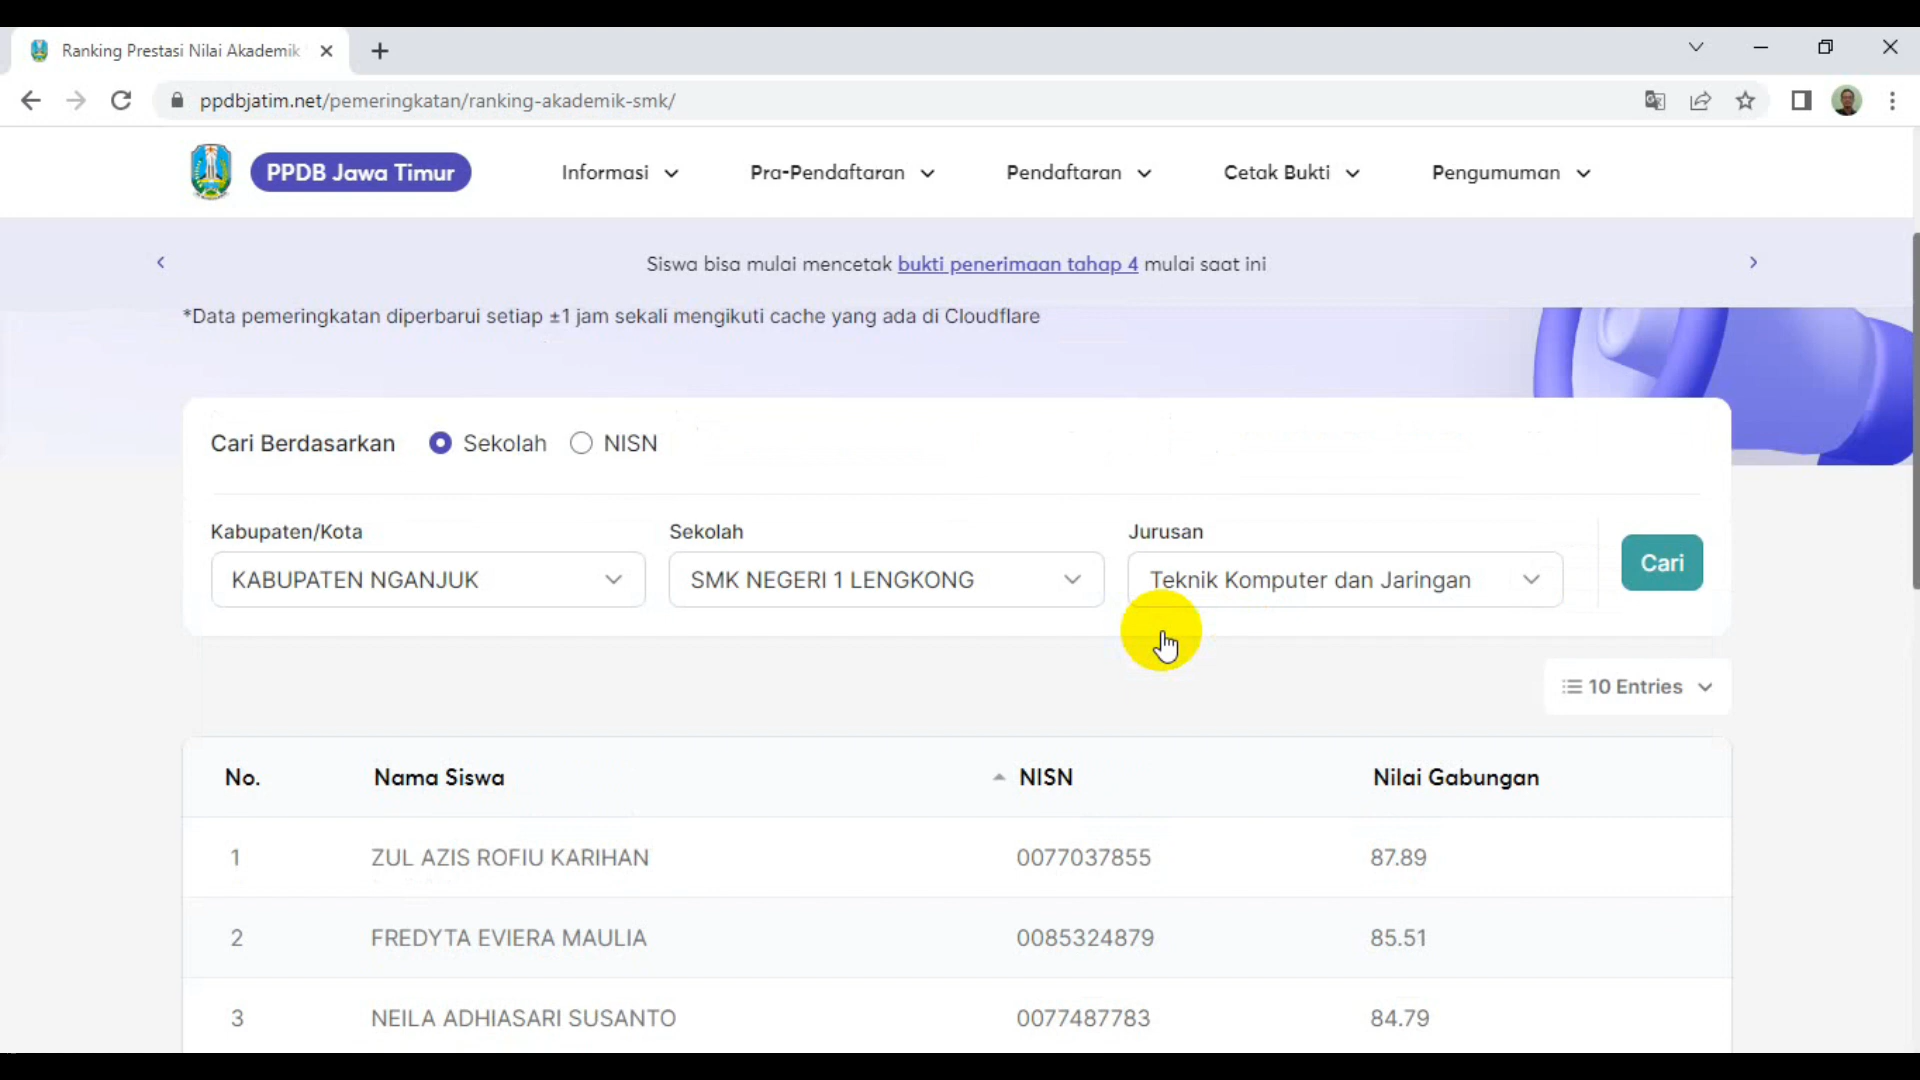 Ranking Prestasi Nilai Akademik
ppdbjatim.net/pemeringkatan/ranking-akademik-smk/
PPDB Jawa Timur
Informasi
Pra-Pendaftaran
Pendaftaran
Cetak Bukti
Pengumuman
Siswa bisa mulai mencetak bukti penerimaan tahap 4 mulai saat ini
*Data pemeringkatan diperbarui setiap ±1 jam sekali mengikuti cache yang ada di Cloudflare
Cari Berdasarkan Sekolah NISN
Kabupaten/Kota Sekolah Jurusan
KABUPATEN NGANJUK SMK NEGERI 1 LENGKONG Teknik Komputer dan Jaringan Cari
10 Entries
No. Nama Siswa NISN Nilai Gabungan
1 ZUL AZIS ROFIU KARIHAN 0077037855 87.89
2 FREDYTA EVIERA MAULIA 0085324879 85.51
3 NEILA ADHIASARI SUSANTO 0077487783 84.79